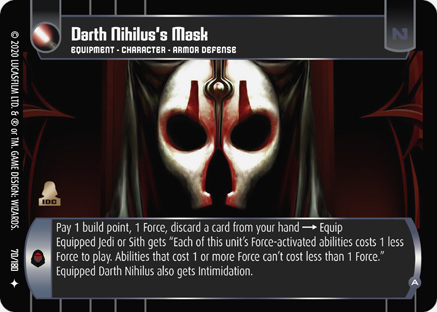 Darth Nihilus's Mask
EQUIPMENT - CHARACTER - ARMOR DEFENSE
N
© 2020 LUCASFILM LTD. & ® or TM. GAME DESIGN: WIZARDS.
70/180
IDC
Pay 1 build point, 1 Force, discard a card from your hand → Equip
Equipped Jedi or Sith gets “Each of this unit's Force-activated abilities costs 1 less
Force to play. Abilities that cost 1 or more Force can't cost less than 1 Force.”
Equipped Darth Nihilus also gets Intimidation.
A